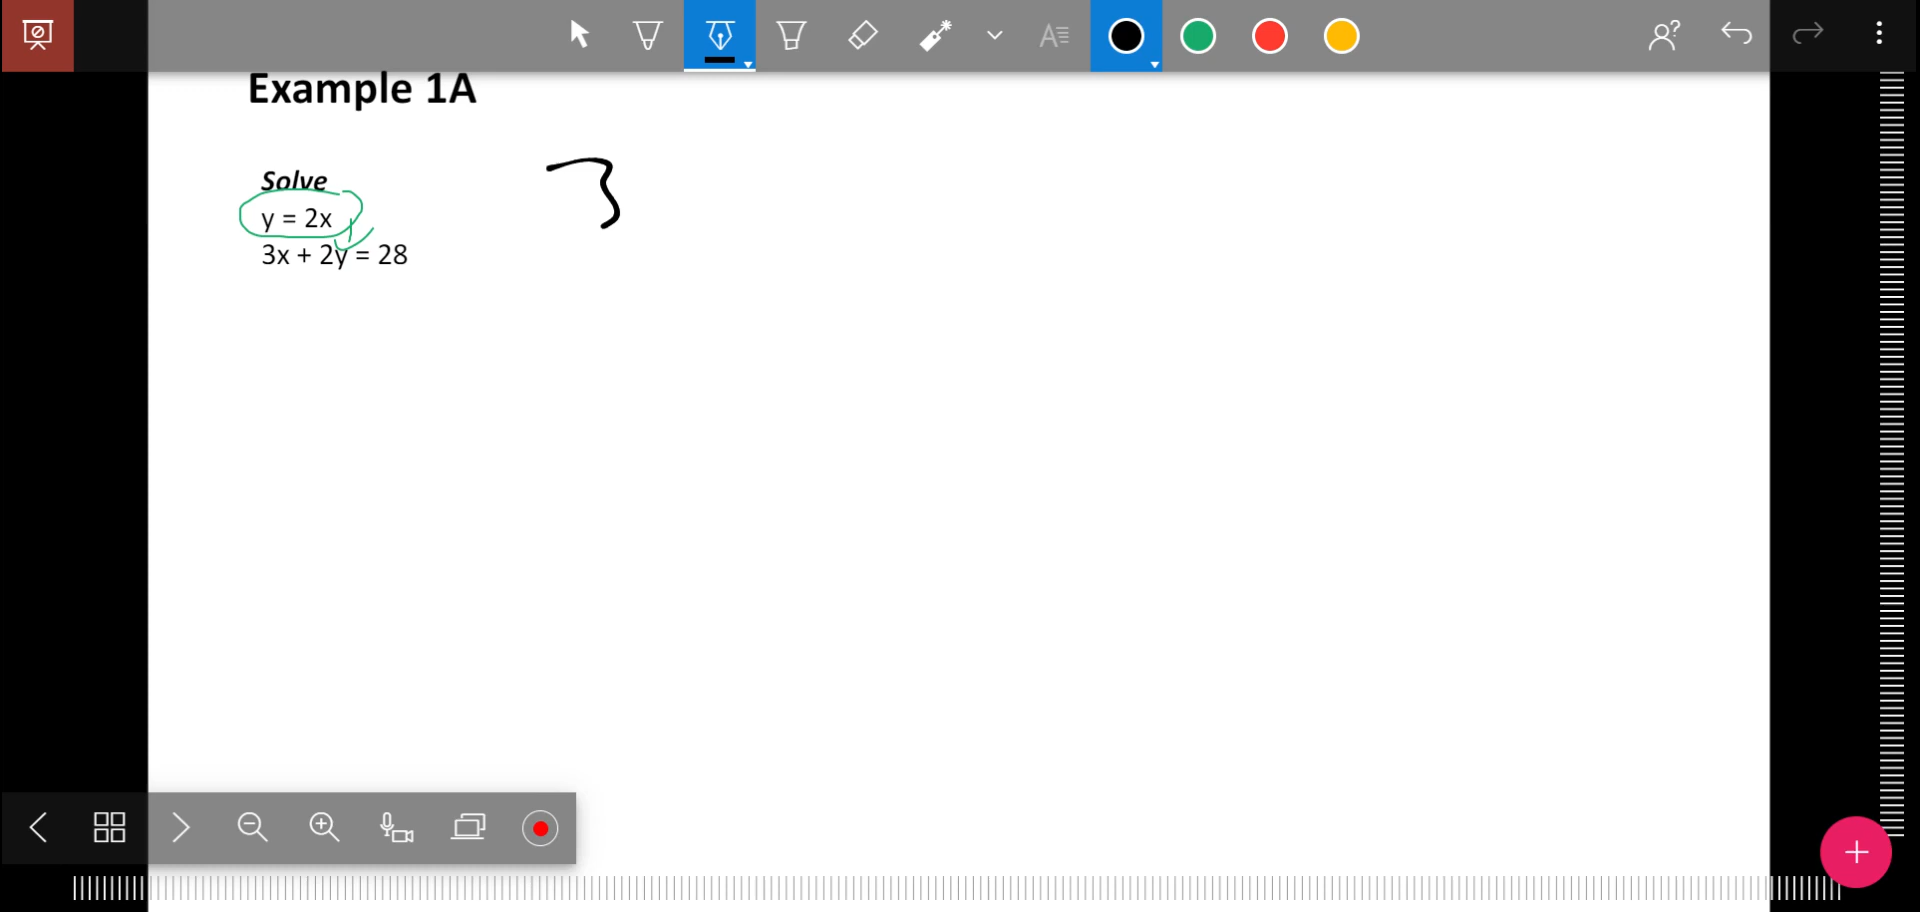 Example 1A
Solve
y = 2x
3x + 2y = 28
3